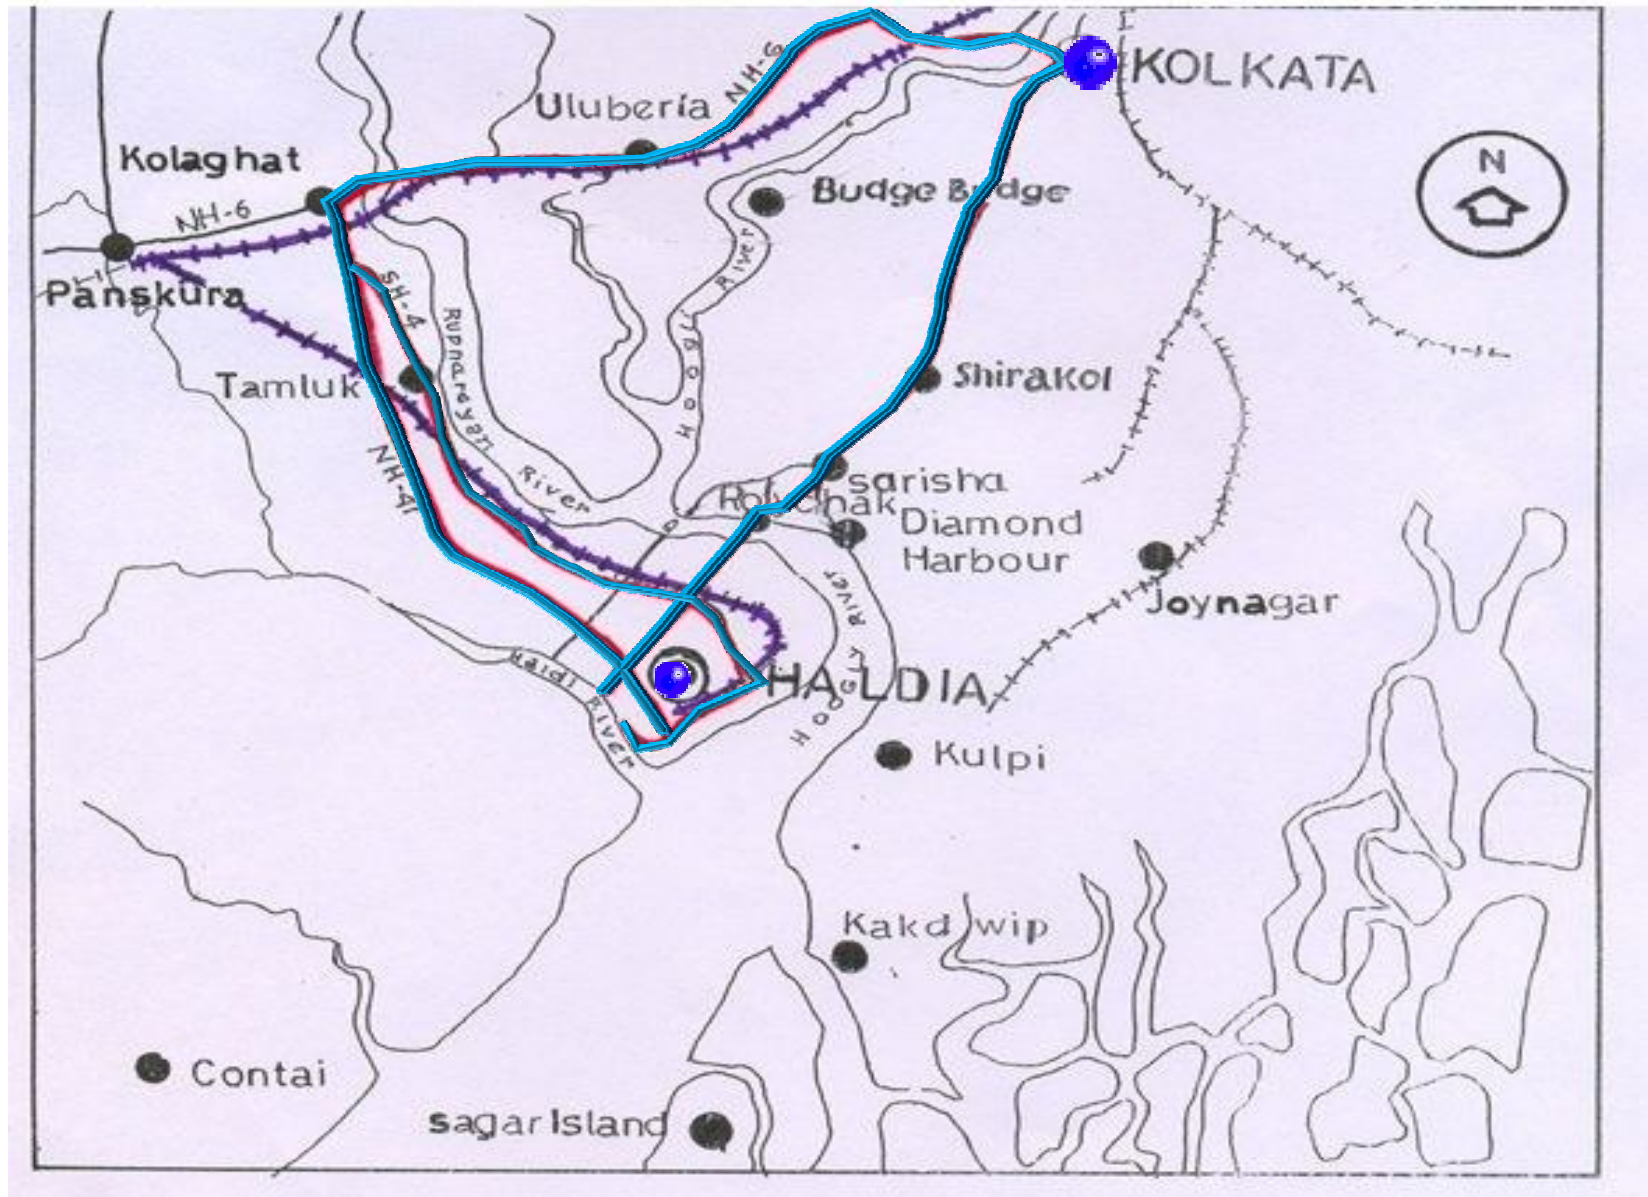 KOLKATA
NH-6
Uluberia
Kolaghat
N
Budge Budge
NH-6
River
Panskura
SH-4
Rupnarayan
River
HOOGLY
Tamluk
Shirakol
NH-41
sarisha
Roychak
Diamond
Harbour
RIVER
Joynagar
Haldi
River
HALDIA
Kulpi
Kakdwip
Contai
sagar Island